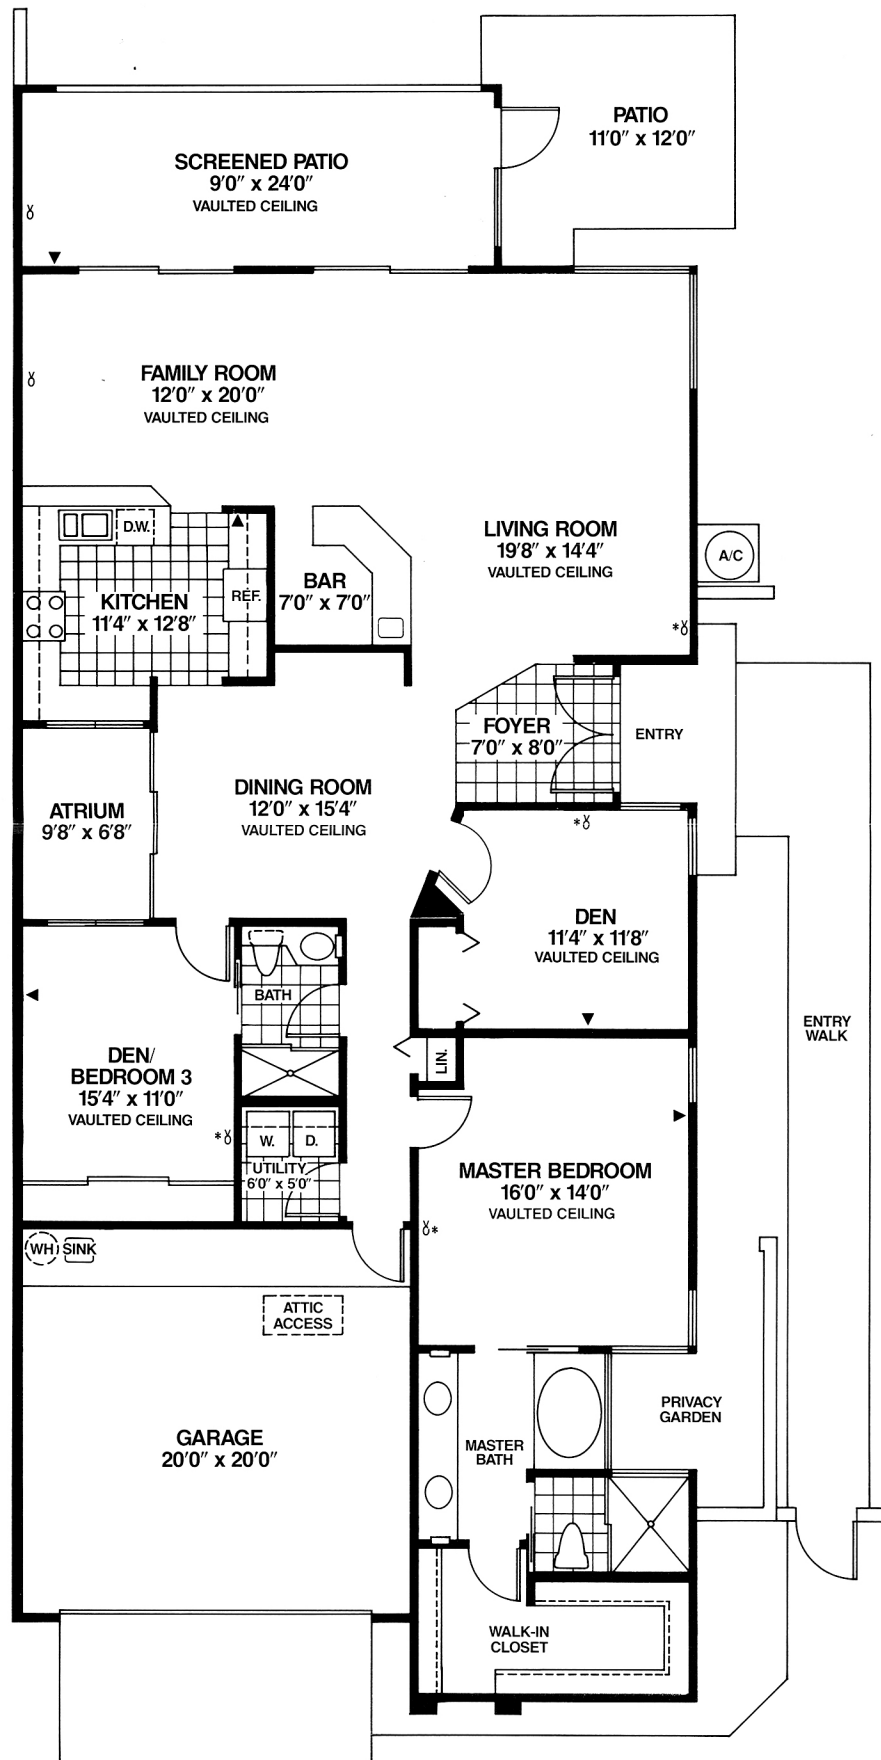 PATIO
11'0" x 12'0"
SCREENED PATIO
9'0" x 24'0"
VAULTED CEILING
FAMILY ROOM
12'0" x 20'0"
VAULTED CEILING
D.W.
LIVING ROOM
19'8" x 14'4"
VAULTED CEILING
A/C
BAR
7'0" x 7'0"
REF.
KITCHEN
11'4" x 12'8"
FOYER
7'0" x 8'0"
ENTRY
DINING ROOM
12'0" x 15'4"
VAULTED CEILING
ATRIUM
9'8" x 6'8"
DEN
11'4" x 11'8"
VAULTED CEILING
BATH
ENTRY
WALK
DEN/
BEDROOM 3
15'4" x 11'0"
VAULTED CEILING
LIN.
W.
D.
UTILITY
6'0" x 5'0"
MASTER BEDROOM
16'0" x 14'0"
VAULTED CEILING
WH
SINK
ATTIC
ACCESS
PRIVACY
GARDEN
GARAGE
20'0" x 20'0"
MASTER
BATH
WALK-IN
CLOSET